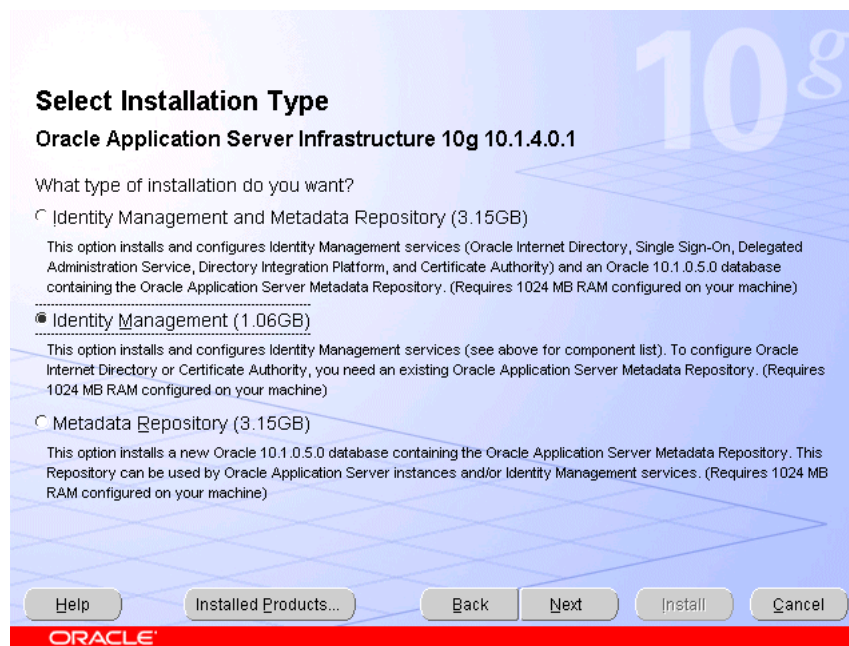 10g
Select Installation Type
Oracle Application Server Infrastructure 10g 10.1.4.0.1
What type of installation do you want?
Identity Management and Metadata Repository (3.15GB)
This option installs and configures Identity Management services (Oracle Internet Directory, Single Sign-On, Delegated
Administration Service, Directory Integration Platform, and Certificate Authority) and an Oracle 10.1.0.5.0 database
containing the Oracle Application Server Metadata Repository. (Requires 1024 MB RAM configured on your machine)
Identity Management (1.06GB)
This option installs and configures Identity Management services (see above for component list). To configure Oracle
Internet Directory or Certificate Authority, you need an existing Oracle Application Server Metadata Repository. (Requires
1024 MB RAM configured on your machine)
Metadata Repository (3.15GB)
This option installs a new Oracle 10.1.0.5.0 database containing the Oracle Application Server Metadata Repository. This
Repository can be used by Oracle Application Server instances and/or Identity Management services. (Requires 1024 MB
RAM configured on your machine)
Help Installed Products... Back Next Install Cancel
ORACLE